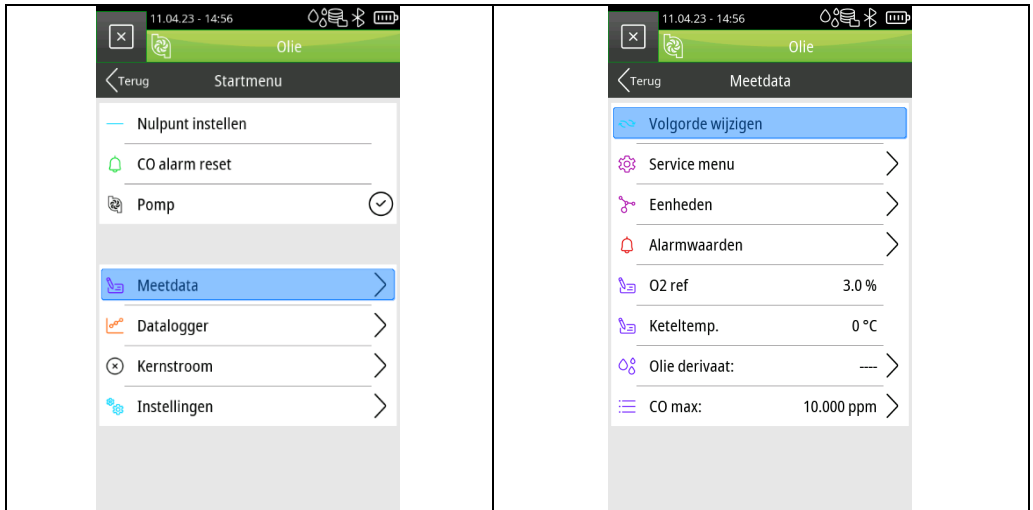 11.04.23 - 14:56
Olie
Terug Startmenu
Nulpunt instellen
CO alarm reset
Pomp
Meetdata
Datalogger
Kernstroom
Instellingen
11.04.23 - 14:56
Olie
Terug Meetdata
Volgorde wijzigen
Service menu
Eenheden
Alarmwaarden
O2 ref 3.0 %
Keteltemp. 0 °C
Olie derivaat: ----
CO max: 10.000 ppm